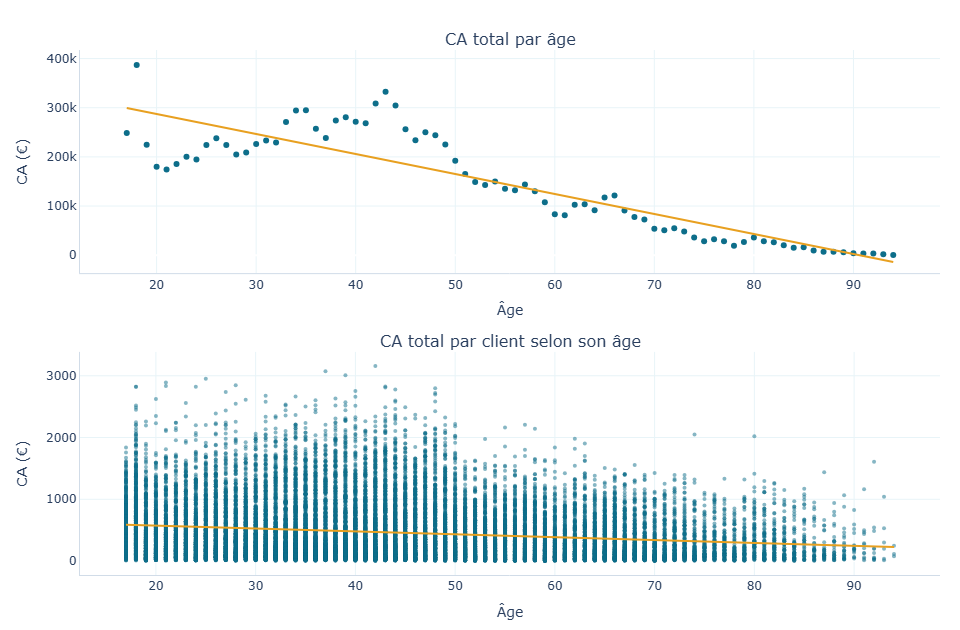 CA total par âge
400k
300k
200k
100k
0
CA (€)
20 30 40 50 60 70 80 90
Âge
CA total par client selon son âge
3000
2000
1000
0
CA (€)
20 30 40 50 60 70 80 90
Âge